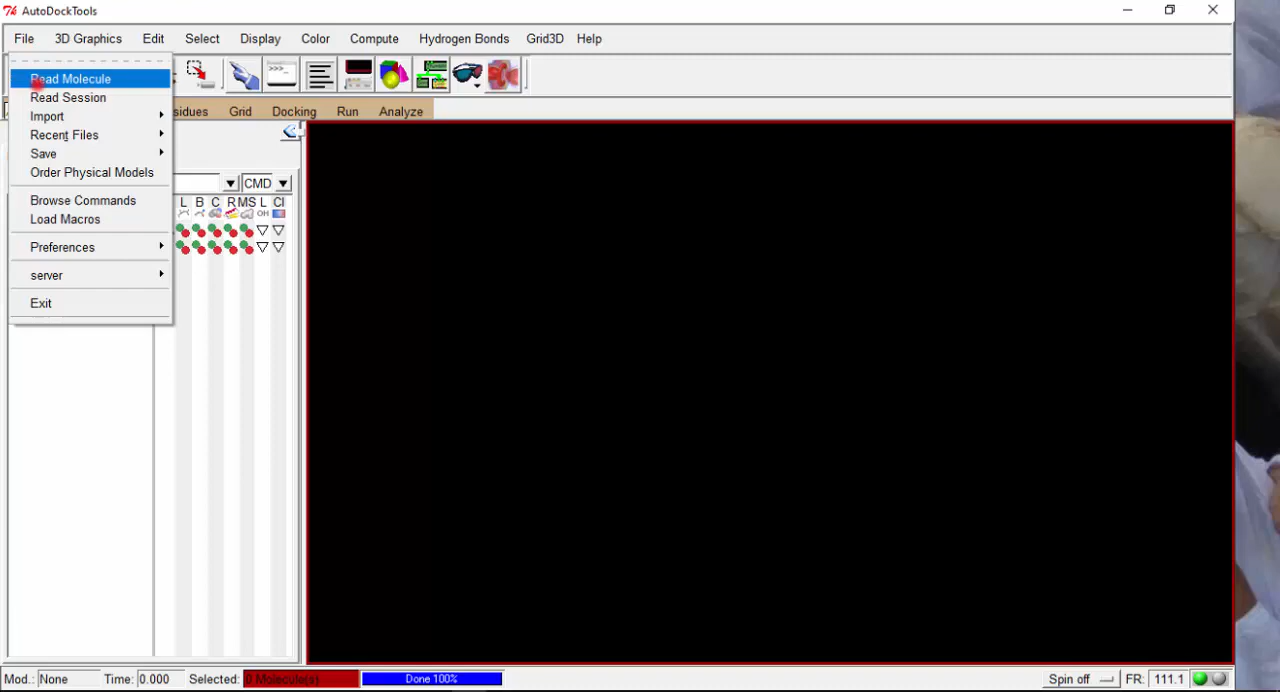 AutoDockTools
File 3D Graphics Edit Select Display Color Compute Hydrogen Bonds Grid3D Help
Read Molecule
Read Session
Import
Recent Files
Save
Order Physical Models
Browse Commands
Load Macros
Preferences
server
Exit
sidues Grid Docking Run Analyze
CMD
L B C R MS L Cl
OH
Mod.: None Time: 0.000 Selected: 0 Molecule(s) Done 100% Spin off FR: 111.1